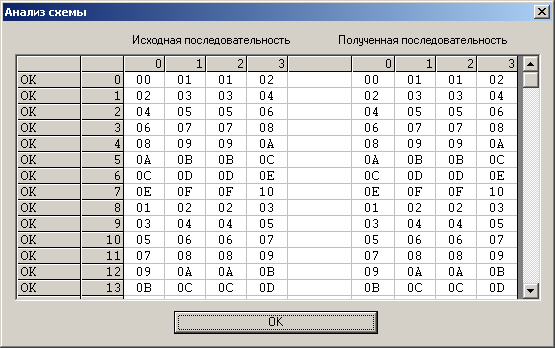 Анализ схемы
Исходная последовательность Полученная последовательность
0 1 2 3 0 1 2 3
OK 0 00 01 01 02 00 01 01 02
OK 1 02 03 03 04 02 03 03 04
OK 2 04 05 05 06 04 05 05 06
OK 3 06 07 07 08 06 07 07 08
OK 4 08 09 09 0A 08 09 09 0A
OK 5 0A 0B 0B 0C 0A 0B 0B 0C
OK 6 0C 0D 0D 0E 0C 0D 0D 0E
OK 7 0E 0F 0F 10 0E 0F 0F 10
OK 8 01 02 02 03 01 02 02 03
OK 9 03 04 04 05 03 04 04 05
OK 10 05 06 06 07 05 06 06 07
OK 11 07 08 08 09 07 08 08 09
OK 12 09 0A 0A 0B 09 0A 0A 0B
OK 13 0B 0C 0C 0D 0B 0C 0C 0D
OK